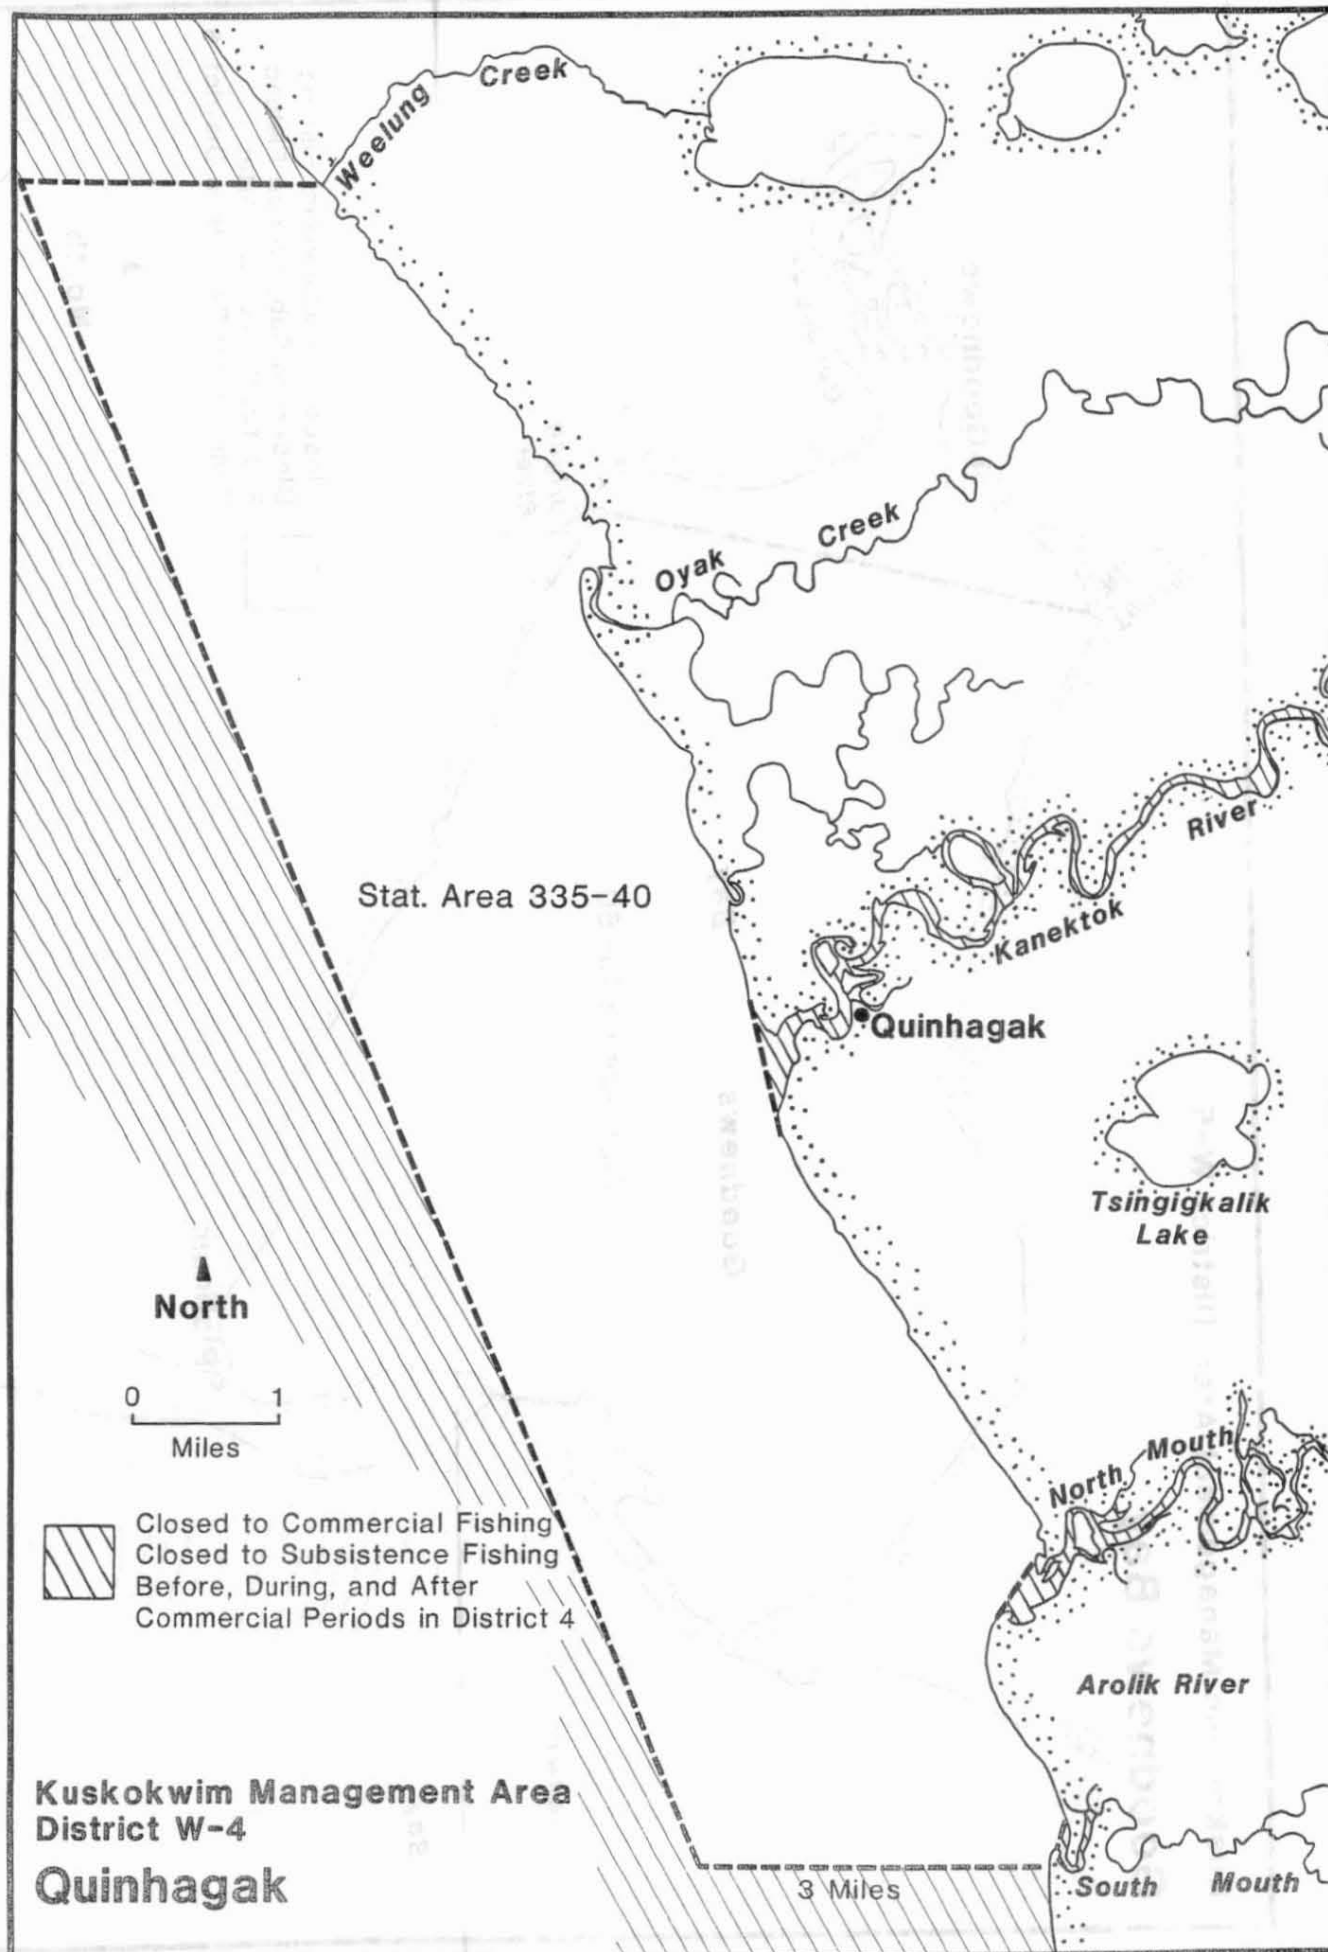 Weelung Creek
Oyak Creek
River
Kanektok
Stat. Area 335-40
Quinhagak
Tsingigkalik
Lake
North
0 1
Miles
North Mouth
Closed to Commercial Fishing
Closed to Subsistence Fishing
Before, During, and After
Commercial Periods in District 4
Arolik River
Kuskokwim Management Area
District W-4
Quinhagak
3 Miles
South Mouth